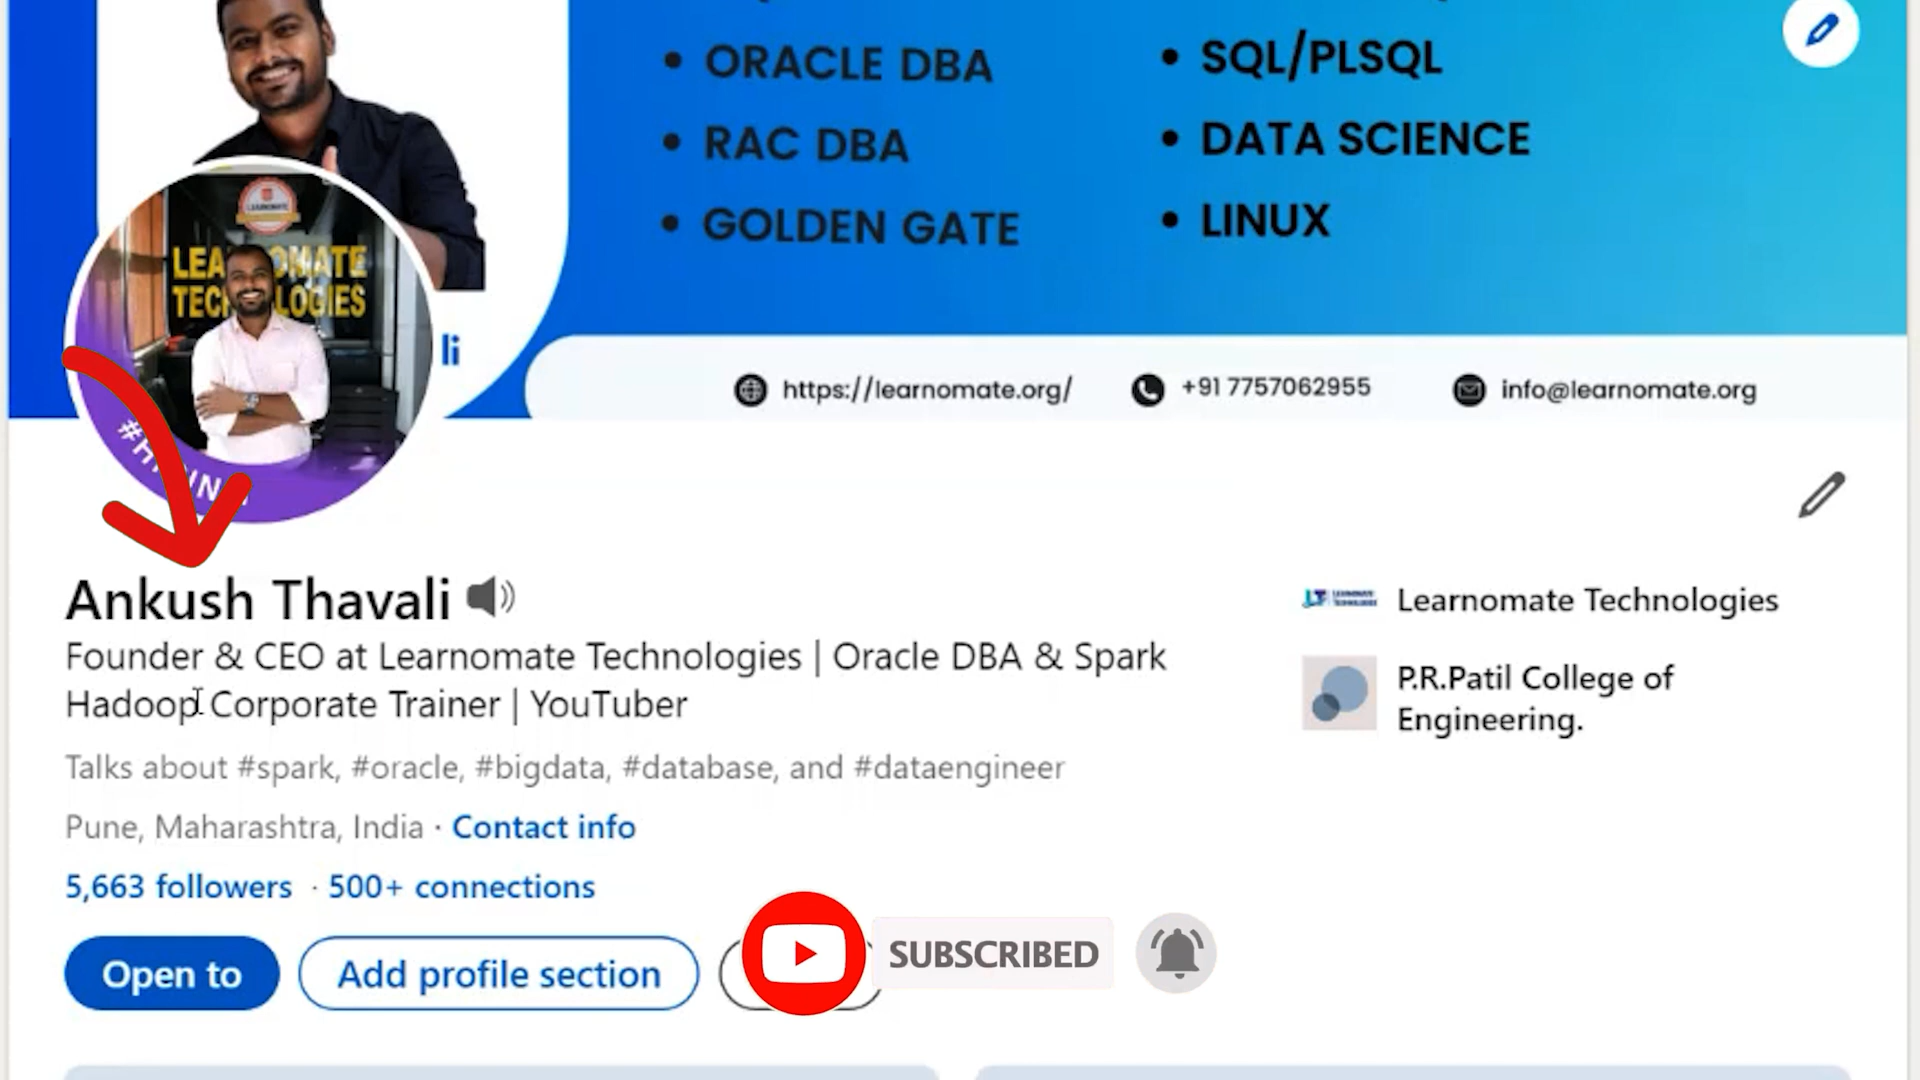 ORACLE DBA
RAC DBA
GOLDEN GATE
SQL/PLSQL
DATA SCIENCE
LINUX
li
https://learnomate.org/
+91 7757062955
info@learnomate.org
Ankush Thavali
Founder & CEO at Learnomate Technologies | Oracle DBA & Spark
Hadoop Corporate Trainer | YouTuber
Talks about #spark, #oracle, #bigdata, #database, and #dataengineer
Pune, Maharashtra, India · Contact info
5,663 followers · 500+ connections
Open to
Add profile section
SUBSCRIBED
Learnomate Technologies
P.R.Patil College of
Engineering.